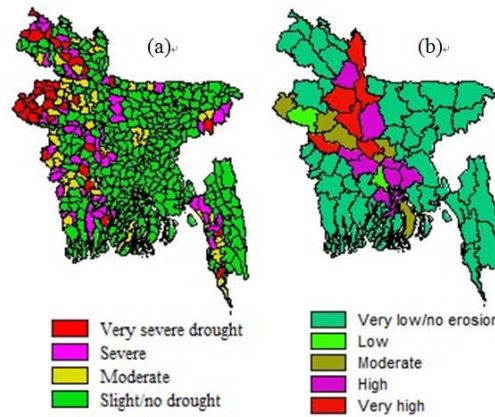 (a)
(b)
Very severe drought
Severe
Moderate
Slight/no drought
Very low/no erosion
Low
Moderate
High
Very high